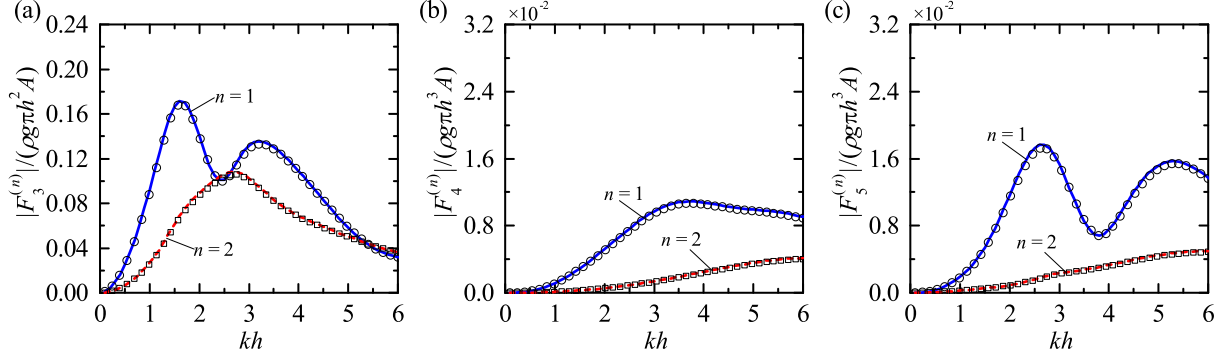 (a)
0.24
0.20
0.16
0.12
0.08
0.04
0.00
|F₃⁽ⁿ⁾|/(ρgπh²A)
n = 1
n = 2
0 1 2 3 4 5 6
kh
(b)
×10⁻²
3.2
2.4
1.6
0.8
0.0
|F₄⁽ⁿ⁾|/(ρgπh³A)
n = 1
n = 2
0 1 2 3 4 5 6
kh
(c)
×10⁻²
3.2
2.4
1.6
0.8
0.0
|F₅⁽ⁿ⁾|/(ρgπh³A)
n = 1
n = 2
0 1 2 3 4 5 6
kh